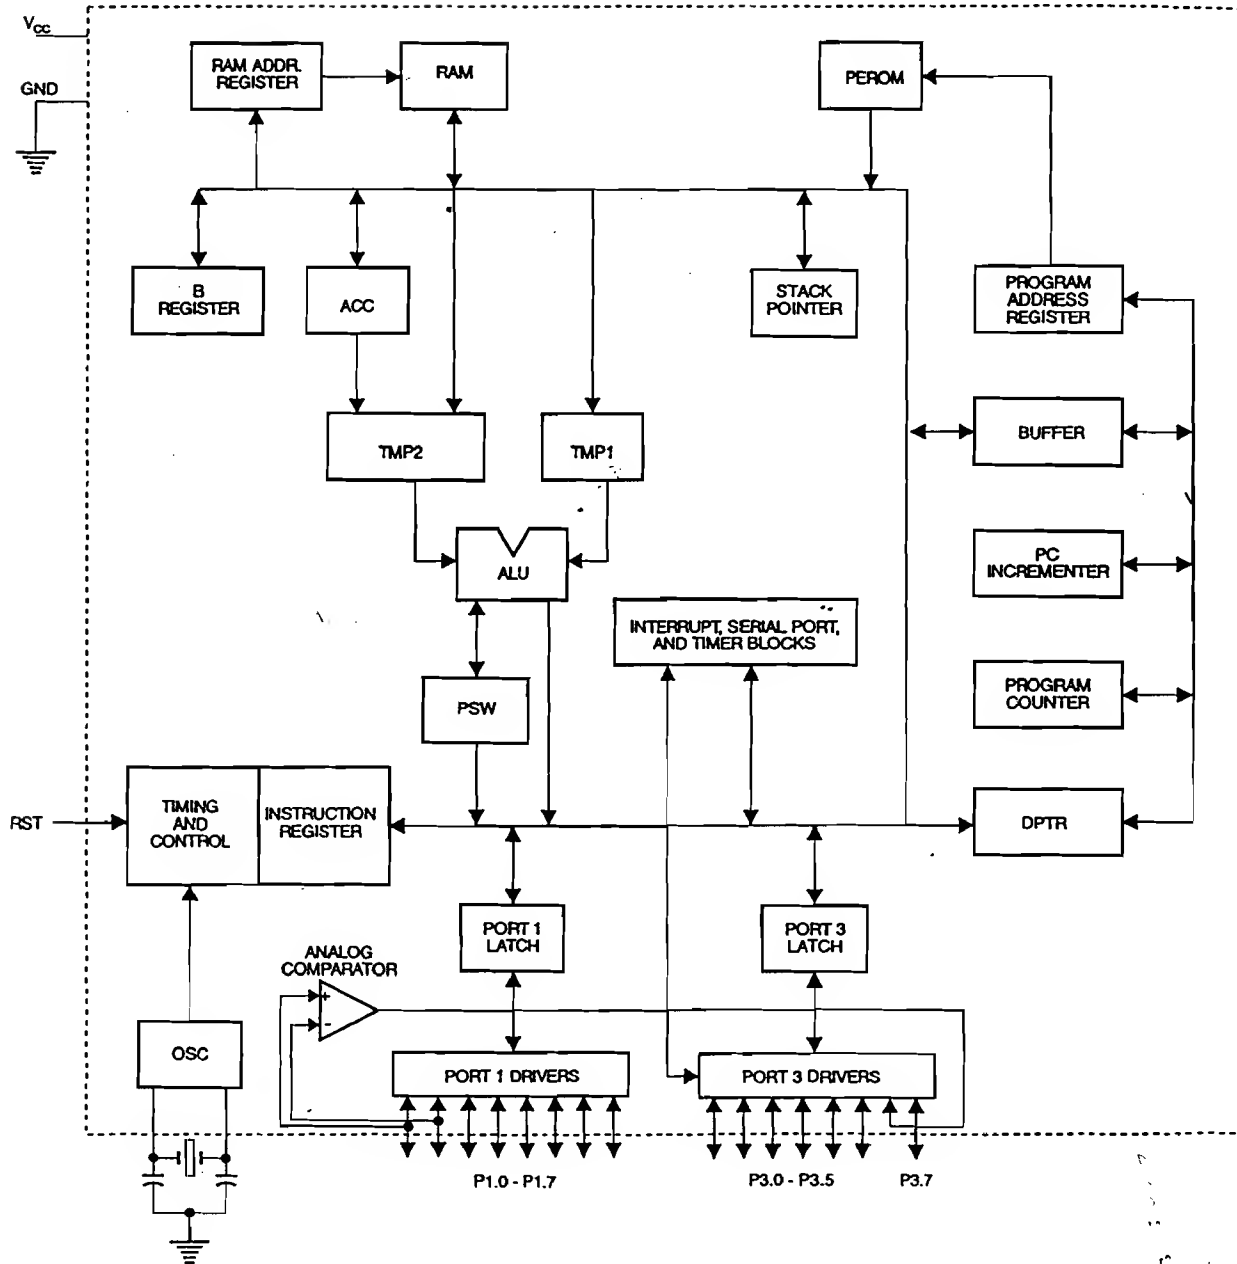 VCC
GND
RAM ADDR.
REGISTER
RAM
PEROM
B
REGISTER
ACC
STACK
POINTER
PROGRAM
ADDRESS
REGISTER
TMP2
TMP1
BUFFER
ALU
PC
INCREMENTER
INTERRUPT, SERIAL PORT,
AND TIMER BLOCKS
PSW
PROGRAM
COUNTER
RST
TIMING
AND
CONTROL
INSTRUCTION
REGISTER
DPTR
PORT 1
LATCH
PORT 3
LATCH
ANALOG
COMPARATOR
+
-
OSC
PORT 1 DRIVERS
PORT 3 DRIVERS
P1.0 - P1.7
P3.0 - P3.5
P3.7